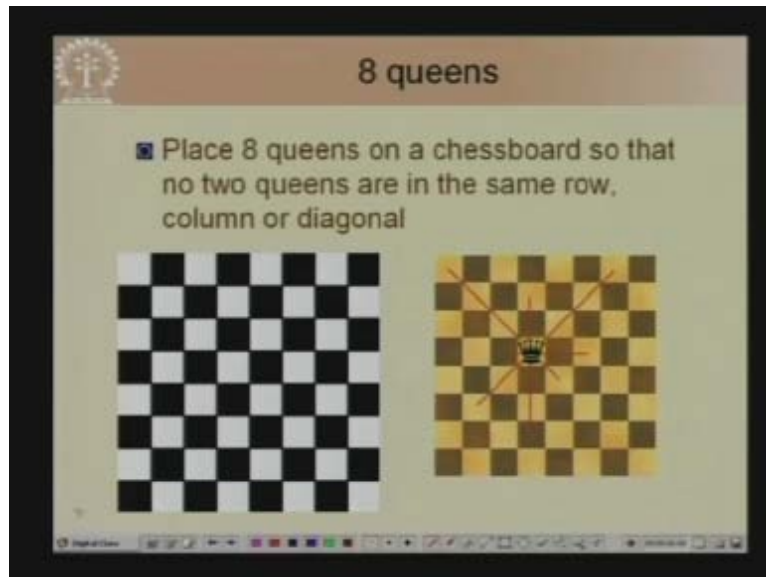 8 queens
Place 8 queens on a chessboard so that
no two queens are in the same row,
column or diagonal